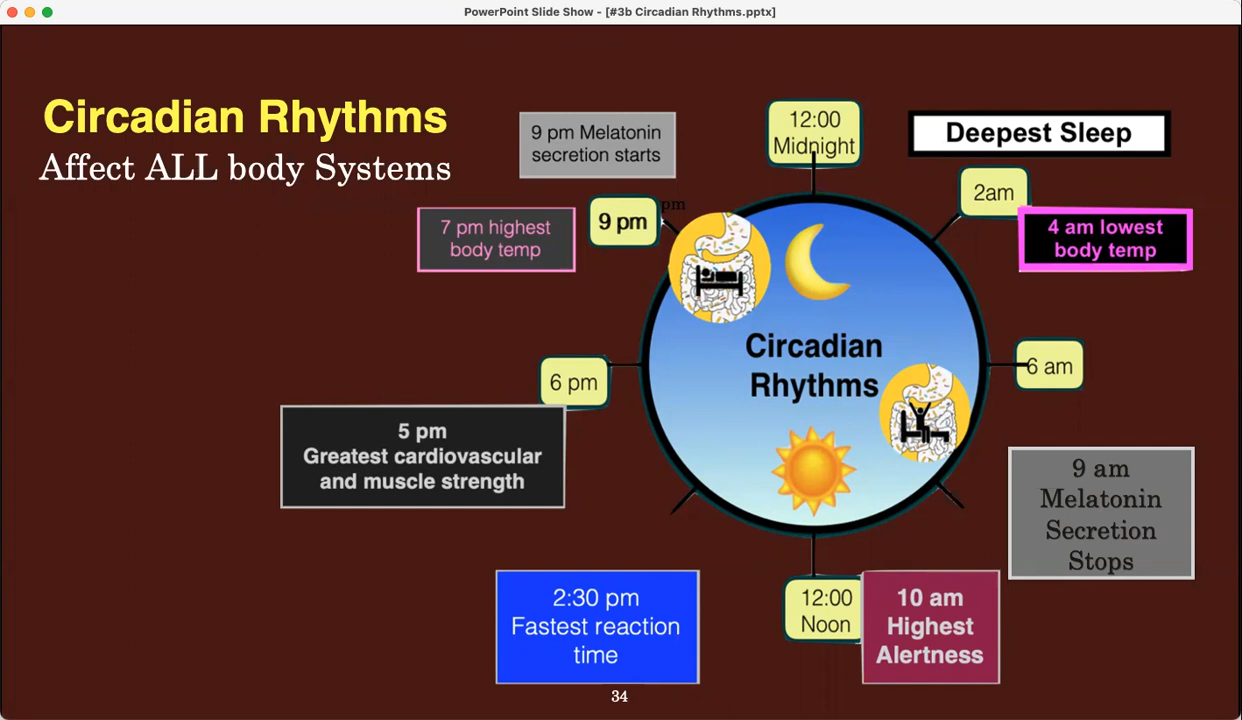 PowerPoint Slide Show - [#3b Circadian Rhythms.pptx]
Circadian Rhythms
Affect ALL body Systems
9 pm Melatonin
secretion starts
12:00
Midnight
Deepest Sleep
2am
4 am lowest
body temp
7 pm highest
body temp
9 pm
pm
Circadian
Rhythms
6 am
6 pm
5 pm
Greatest cardiovascular
and muscle strength
9 am
Melatonin
Secretion
Stops
2:30 pm
Fastest reaction
time
12:00
Noon
10 am
Highest
Alertness
34